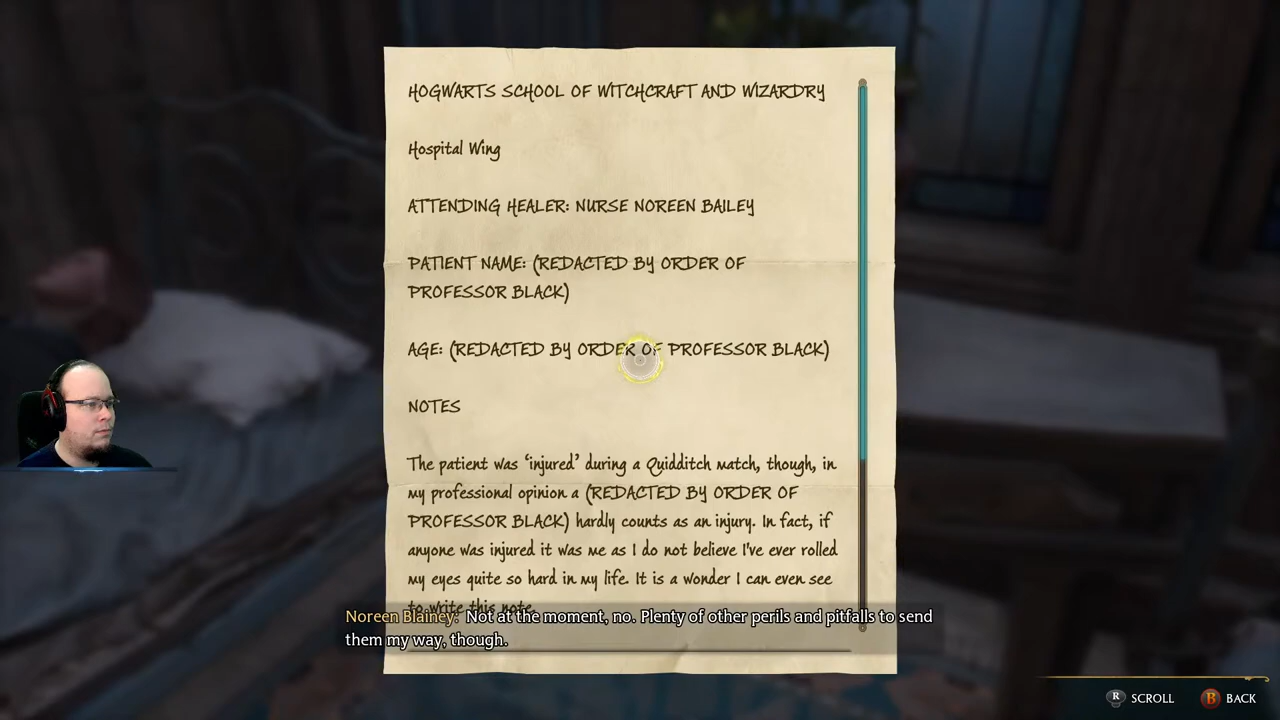 HOGWARTS SCHOOL OF WITCHCRAFT AND WIZARDRY
Hospital Wing
ATTENDING HEALER: NURSE NOREEN BAILEY
PATIENT NAME: (REDACTED BY ORDER OF
PROFESSOR BLACK)
AGE: (REDACTED BY ORDER OF PROFESSOR BLACK)
NOTES
The patient was ‘injured’ during a Quidditch match, though, in
my professional opinion a (REDACTED BY ORDER OF
PROFESSOR BLACK) hardly counts as an injury. In fact, if
anyone was injured it was me as I do not believe I've ever rolled
my eyes quite so hard in my life. It is a wonder I can even see
to write this note.
Noreen Blainey: Not at the moment, no. Plenty of other perils and pitfalls to send
them my way, though.
R SCROLL B BACK